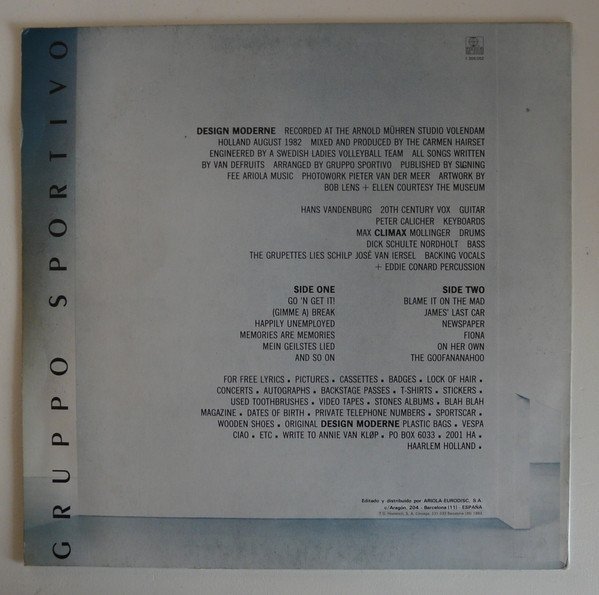 GRUPPO SPORTIVO
DESIGN MODERNE RECORDED AT THE ARNOLD MÜHREN STUDIO VOLENDAM
HOLLAND AUGUST 1982 MIXED AND PRODUCED BY THE CARMEN HAIRSET
ENGINEERED BY A SWEDISH LADIES VOLLEYBALL TEAM ALL SONGS WRITTEN
BY VAN DEFRUITS ARRANGED BY GRUPPO SPORTIVO PUBLISHED BY SIGNING
FEE ARIOLA MUSIC PHOTOWORK PIETER VAN DER MEER ARTWORK BY
BOB LENS + ELLEN COURTESY THE MUSEUM
HANS VANDENBURG 20TH CENTURY VOX GUITAR
PETER CALICHER KEYBOARDS
MAX CLIMAX MOLLINGER DRUMS
DICK SCHULTE NORDHOLT BASS
THE GRUPETTES LIES SCHILP JOSÉ VAN IERSEL BACKING VOCALS
+ EDDIE CONARD PERCUSSION
SIDE ONE
GO 'N GET IT!
(GIMME A) BREAK
HAPPILY UNEMPLOYED
MEMORIES ARE MEMORIES
MEIN GEILSTES LIED
AND SO ON
SIDE TWO
BLAME IT ON THE MAD
JAMES' LAST CAR
NEWSPAPER
FIONA
ON HER OWN
THE GOOFANANAHOO
FOR FREE LYRICS ■ PICTURES ■ CASSETTES ■ BADGES ■ LOCK OF HAIR ■
CONCERTS ■ AUTOGRAPHS ■ BACKSTAGE PASSES ■ T-SHIRTS ■ STICKERS ■
USED TOOTHBRUSHES ■ VIDEO TAPES ■ STONES ALBUMS ■ BLAH BLAH
MAGAZINE ■ DATES OF BIRTH ■ PRIVATE TELEPHONE NUMBERS ■ SPORTSCAR ■
WOODEN SHOES ■ ORIGINAL DESIGN MODERNE PLASTIC BAGS ■ VESPA
CIAO ■ ETC ■ WRITE TO ANNIE VAN KLØP ■ PO BOX 6033 ■ 2001 HA ■
HAARLEM HOLLAND ■
Editado y distribuido por ARIOLA-EURODISC, S.A.
c/Aragón, 204 - Barcelona (11) - ESPAÑA